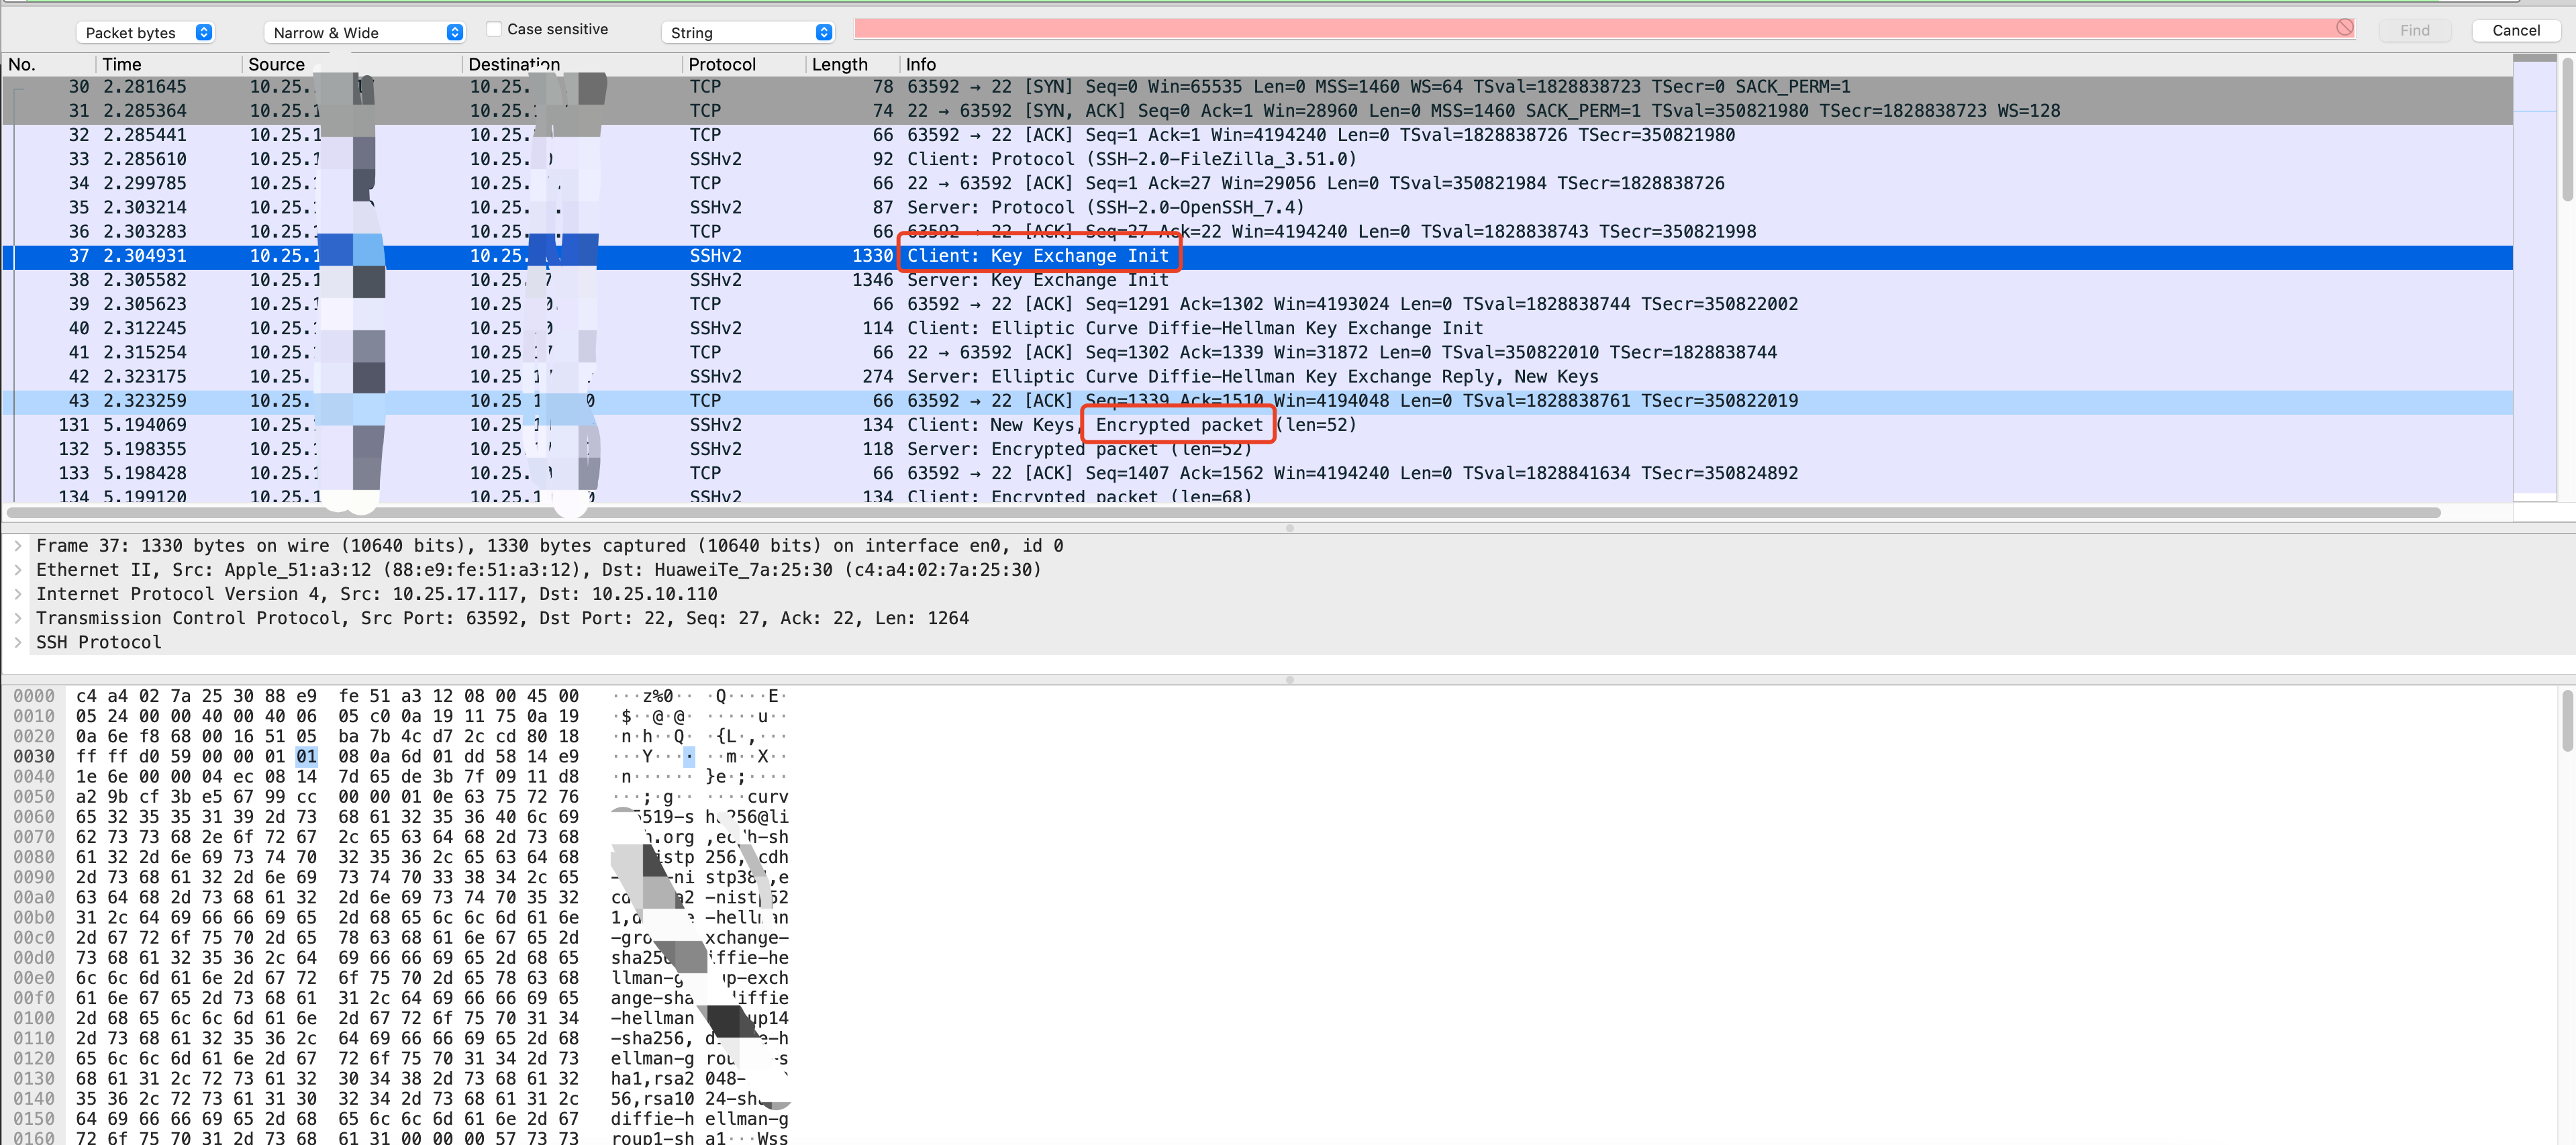 Packet bytes Narrow & Wide Case sensitive String Find Cancel
No. Time Source Destination Protocol Length Info
30 2.281645 10.25. 10.25. TCP 78 63592 → 22 [SYN] Seq=0 Win=65535 Len=0 MSS=1460 WS=64 TSval=1828838723 TSecr=0 SACK_PERM=1
31 2.285364 10.25.1 10.25. TCP 74 22 → 63592 [SYN, ACK] Seq=0 Ack=1 Win=28960 Len=0 MSS=1460 SACK_PERM=1 TSval=350821980 TSecr=1828838723 WS=128
32 2.285441 10.25.1 10.25. TCP 66 63592 → 22 [ACK] Seq=1 Ack=1 Win=4194240 Len=0 TSval=1828838726 TSecr=350821980
33 2.285610 10.25. 10.25. SSHv2 92 Client: Protocol (SSH-2.0-FileZilla_3.51.0)
34 2.299785 10.25. 10.25. TCP 66 22 → 63592 [ACK] Seq=1 Ack=27 Win=29056 Len=0 TSval=350821984 TSecr=1828838726
35 2.303214 10.25. 10.25. SSHv2 87 Server: Protocol (SSH-2.0-OpenSSH_7.4)
36 2.303283 10.25.1 10.25. TCP 66 63592 → 22 [ACK] Seq=27 Ack=22 Win=4194240 Len=0 TSval=1828838743 TSecr=350821998
37 2.304931 10.25.1 10.25. SSHv2 1330 Client: Key Exchange Init
38 2.305582 10.25.1 10.25. SSHv2 1346 Server: Key Exchange Init
39 2.305623 10.25.1 10.25. TCP 66 63592 → 22 [ACK] Seq=1291 Ack=1302 Win=4193024 Len=0 TSval=1828838744 TSecr=350822002
40 2.312245 10.25.1 10.25 SSHv2 114 Client: Elliptic Curve Diffie-Hellman Key Exchange Init
41 2.315254 10.25. 10.25 TCP 66 22 → 63592 [ACK] Seq=1302 Ack=1339 Win=31872 Len=0 TSval=350822010 TSecr=1828838744
42 2.323175 10.25. 10.25 SSHv2 274 Server: Elliptic Curve Diffie-Hellman Key Exchange Reply, New Keys
43 2.323259 10.25. 10.25 TCP 66 63592 → 22 [ACK] Seq=1339 Ack=1510 Win=4194048 Len=0 TSval=1828838761 TSecr=350822019
131 5.194069 10.25.1 10.25. SSHv2 134 Client: New Keys, Encrypted packet (len=52)
132 5.198355 10.25.1 10.25. SSHv2 118 Server: Encrypted packet (len=52)
133 5.198428 10.25.1 10.25. TCP 66 63592 → 22 [ACK] Seq=1407 Ack=1562 Win=4194240 Len=0 TSval=1828841634 TSecr=350824892
134 5.199120 10.25.1 10.25.1 SSHv2 134 Client: Encrypted packet (len=68)
Frame 37: 1330 bytes on wire (10640 bits), 1330 bytes captured (10640 bits) on interface en0, id 0
Ethernet II, Src: Apple_51:a3:12 (88:e9:fe:51:a3:12), Dst: HuaweiTe_7a:25:30 (c4:a4:02:7a:25:30)
Internet Protocol Version 4, Src: 10.25.17.117, Dst: 10.25.10.110
Transmission Control Protocol, Src Port: 63592, Dst Port: 22, Seq: 27, Ack: 22, Len: 1264
SSH Protocol
0000 c4 a4 02 7a 25 30 88 e9 fe 51 a3 12 08 00 45 00 ···z%0·· ·Q····E·
0010 05 24 00 00 40 00 40 06 05 c0 0a 19 11 75 0a 19 ·$··@·@· ·····u··
0020 0a 6e f8 68 00 16 51 05 ba 7b 4c d7 2c cd 80 18 ·n·h··Q· ·{L·,···
0030 ff ff d0 59 00 00 01 01 08 0a 6d 01 dd 58 14 e9 ···Y···· ··m··X··
0040 1e 6e 00 00 04 ec 08 14 7d 65 de 3b 7f 09 11 d8 ·n······ }e·;····
0050 a2 9b cf 3b e5 67 99 cc 00 00 01 0e 63 75 72 76 ···;·g·· ····curv
0060 65 32 35 35 31 39 2d 73 68 61 32 35 36 40 6c 69 5519-s 256@li
0070 62 73 73 68 2e 6f 72 67 2c 65 63 64 68 2d 73 68 .org ,e h-sh
0080 61 32 2d 6e 69 73 74 70 32 35 36 2c 65 63 64 68 istp 256, cdh
0090 2d 73 68 61 32 2d 6e 69 73 74 70 33 38 34 2c 65 - -ni stp38 ,e
00a0 63 64 68 2d 73 68 61 32 2d 6e 69 73 74 70 35 32 cd a2 -nist 52
00b0 31 2c 64 69 66 66 69 65 2d 68 65 6c 6c 6d 61 6e 1,d e -hell an
00c0 2d 67 72 6f 75 70 2d 65 78 63 68 61 6e 67 65 2d -gro xchange-
00d0 73 68 61 32 35 36 2c 64 69 66 66 69 65 2d 68 65 sha25 iffie-he
00e0 6c 6c 6d 61 6e 2d 67 72 6f 75 70 2d 65 78 63 68 llman-g up-exch
00f0 61 6e 67 65 2d 73 68 61 31 2c 64 69 66 66 69 65 ange-sha diffie
0100 2d 68 65 6c 6c 6d 61 6e 2d 67 72 6f 75 70 31 34 -hellman up14
0110 2d 73 68 61 32 35 36 2c 64 69 66 66 69 65 2d 68 -sha256, d e-h
0120 65 6c 6c 6d 61 6e 2d 67 72 6f 75 70 31 34 2d 73 ellman-g rou -s
0130 68 61 31 2c 72 73 61 32 30 34 38 2d 73 68 61 32 ha1,rsa2 048-
0140 35 36 2c 72 73 61 31 30 32 34 2d 73 68 61 31 2c 56,rsa10 24-sh
0150 64 69 66 66 69 65 2d 68 65 6c 6c 6d 61 6e 2d 67 diffie-h ellman-g
0160 72 6f 75 70 31 2d 73 68 61 31 00 00 00 57 73 73 roup1-sh a1···Wss